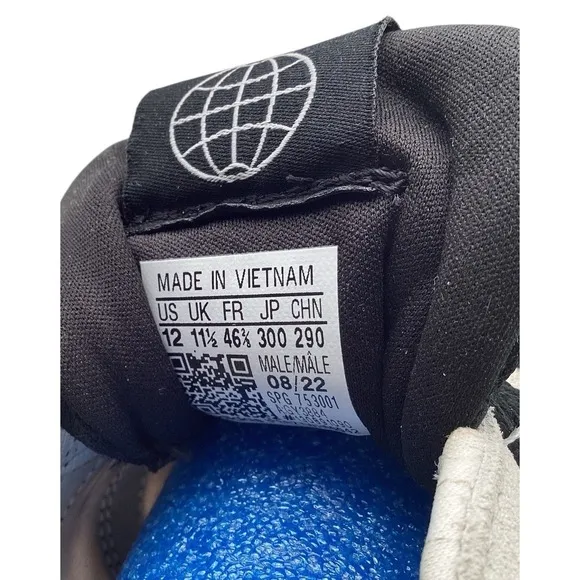 MADE IN VIETNAM
US UK FR JP CHN
12 11½ 46⅔ 300 290
MALE/MÂLE
08/22
SPG 753001